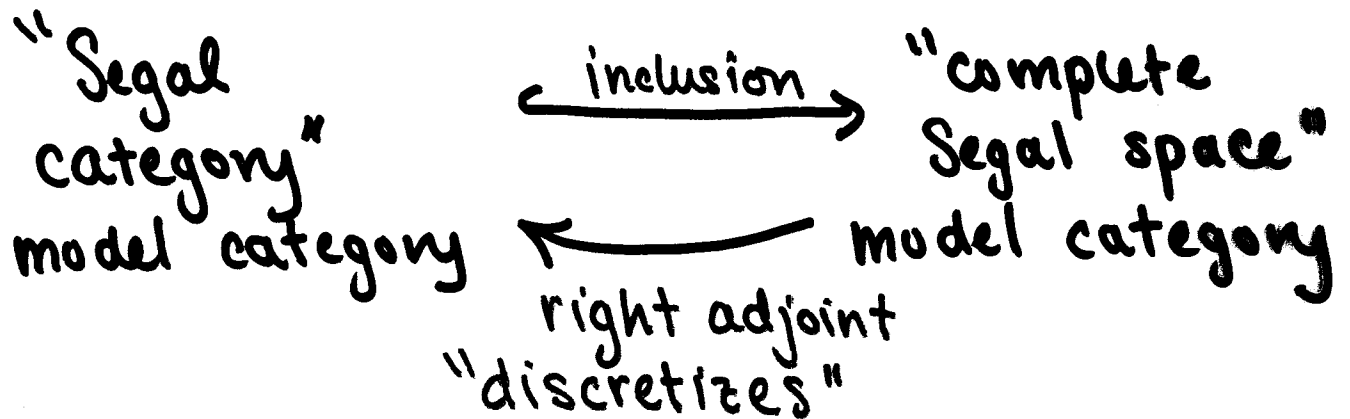 "Segal
category"
model category
inclusion
"complete
Segal space"
model category
right adjoint
"discretizes"